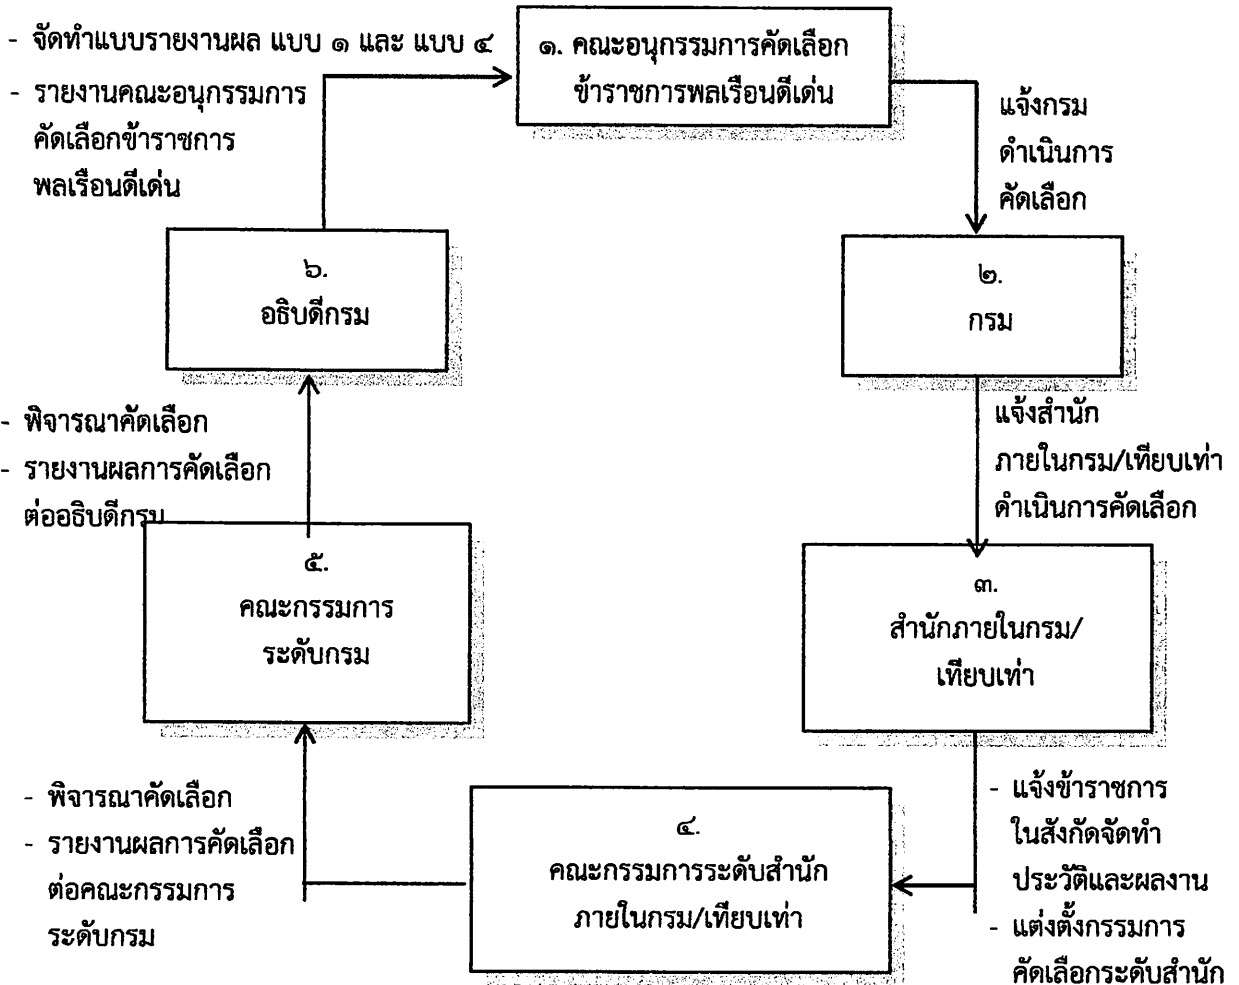 - จัดทำแบบรายงานผล แบบ ๑ และ แบบ ๔
- รายงานคณะอนุกรรมการ
คัดเลือกข้าราชการ
พลเรือนดีเด่น
๑. คณะอนุกรรมการคัดเลือก
ข้าราชการพลเรือนดีเด่น
แจ้งกรม
ดำเนินการ
คัดเลือก
๒.
กรม
แจ้งสำนัก
ภายในกรม/เทียบเท่า
ดำเนินการคัดเลือก
๓.
สำนักภายในกรม/
เทียบเท่า
- แจ้งข้าราชการ
ในสังกัดจัดทำ
ประวัติและผลงาน
- แต่งตั้งกรรมการ
คัดเลือกระดับสำนัก
๔.
คณะกรรมการระดับสำนัก
ภายในกรม/เทียบเท่า
- พิจารณาคัดเลือก
- รายงานผลการคัดเลือก
ต่อคณะกรรมการ
ระดับกรม
๕.
คณะกรรมการ
ระดับกรม
- พิจารณาคัดเลือก
- รายงานผลการคัดเลือก
ต่ออธิบดีกรม
๖.
อธิบดีกรม